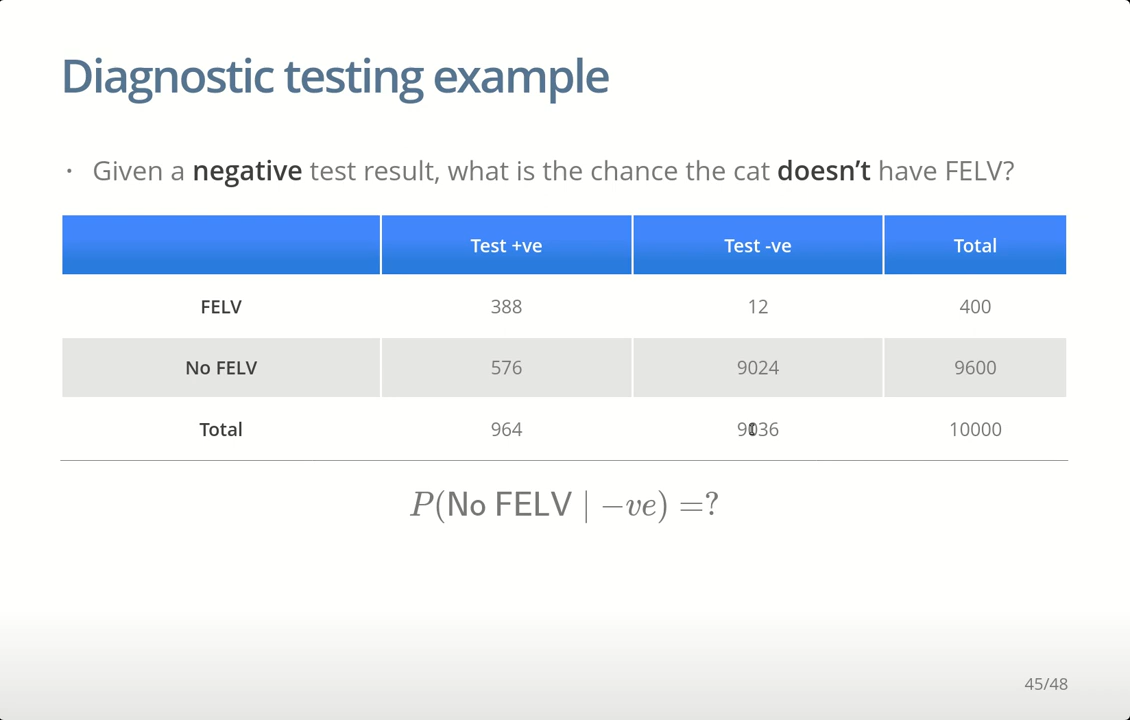 Diagnostic testing example
· Given a negative test result, what is the chance the cat doesn’t have FELV?
Test +ve Test -ve Total
FELV 388 12 400
No FELV 576 9024 9600
Total 964 9036 10000
P(No FELV | −ve) =?
45/48